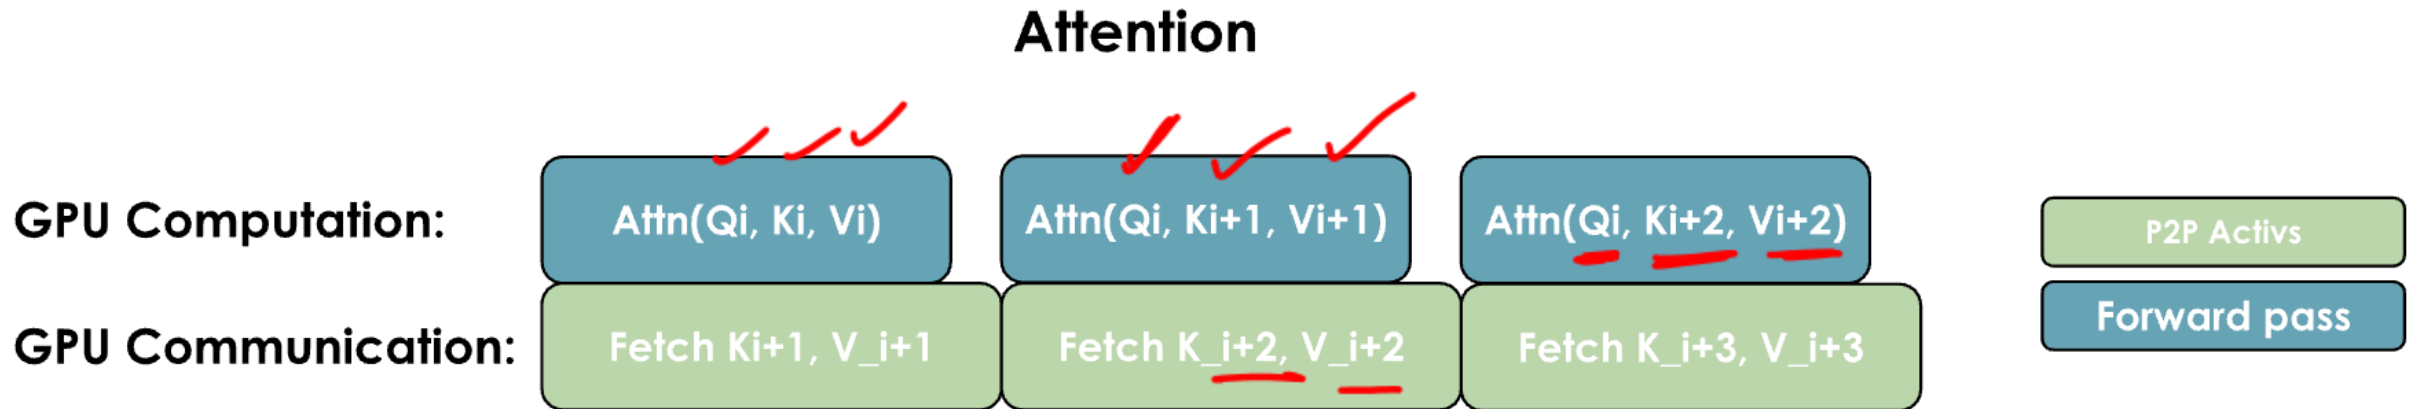 Attention
GPU Computation:
Attn(Qi, Ki, Vi)
Attn(Qi, Ki+1, Vi+1)
Attn(Qi, Ki+2, Vi+2)
P2P Activs
Forward pass
GPU Communication:
Fetch Ki+1, V_i+1
Fetch K_i+2, V_i+2
Fetch K_i+3, V_i+3